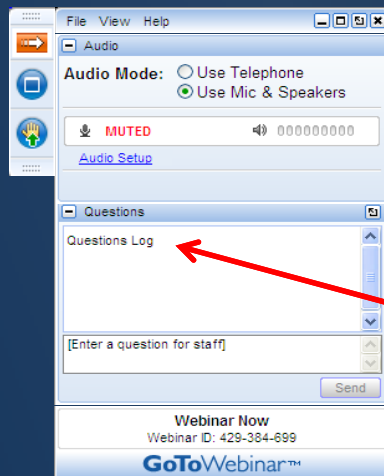 File View Help
Audio
Audio Mode: Use Telephone
Use Mic & Speakers
MUTED 000000000
Audio Setup
Questions
Questions Log
[Enter a question for staff]
Send
Webinar Now
Webinar ID: 429-384-699
GoToWebinar™